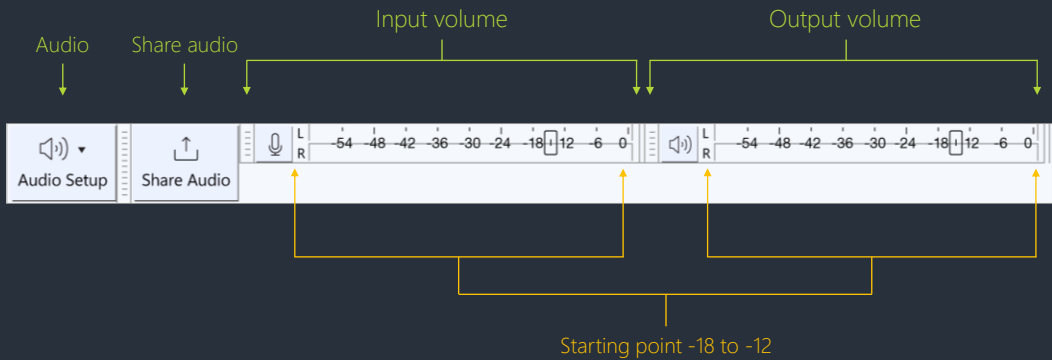 Input volume
Output volume
Audio
Share audio
L
R
-54 -48 -42 -36 -30 -24 -18 12 -6 0
L
R
-54 -48 -42 -36 -30 -24 -18 12 -6 0
Audio Setup
Share Audio
Starting point -18 to -12